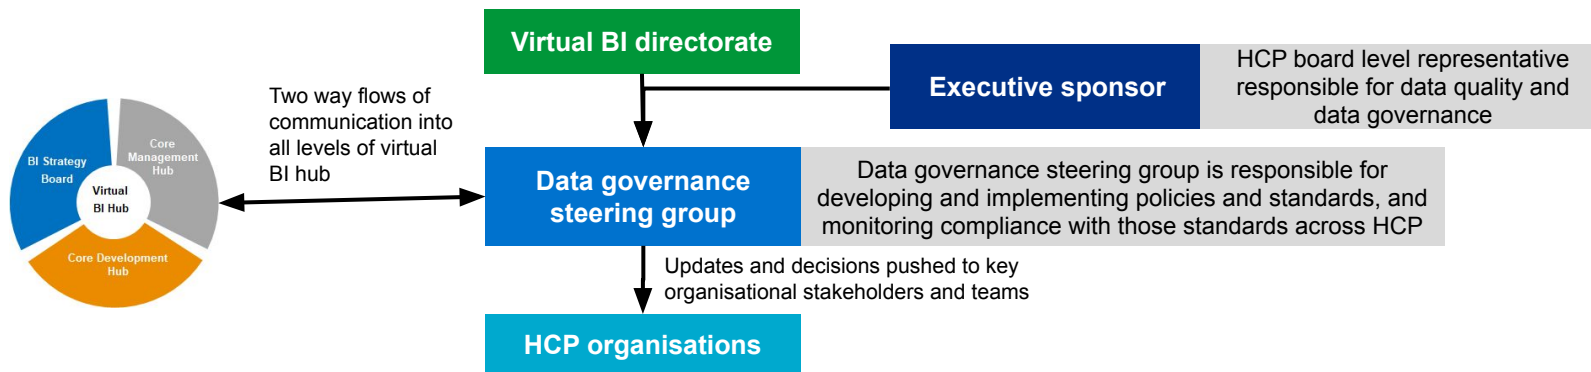 Virtual BI directorate
Executive sponsor
HCP board level representative
responsible for data quality and
data governance
Two way flows of
communication into
all levels of virtual
BI hub
BI Strategy
Board
Core
Management
Hub
Virtual
BI Hub
Core Development
Hub
Data governance
steering group
Data governance steering group is responsible for
developing and implementing policies and standards, and
monitoring compliance with those standards across HCP
Updates and decisions pushed to key
organisational stakeholders and teams
HCP organisations